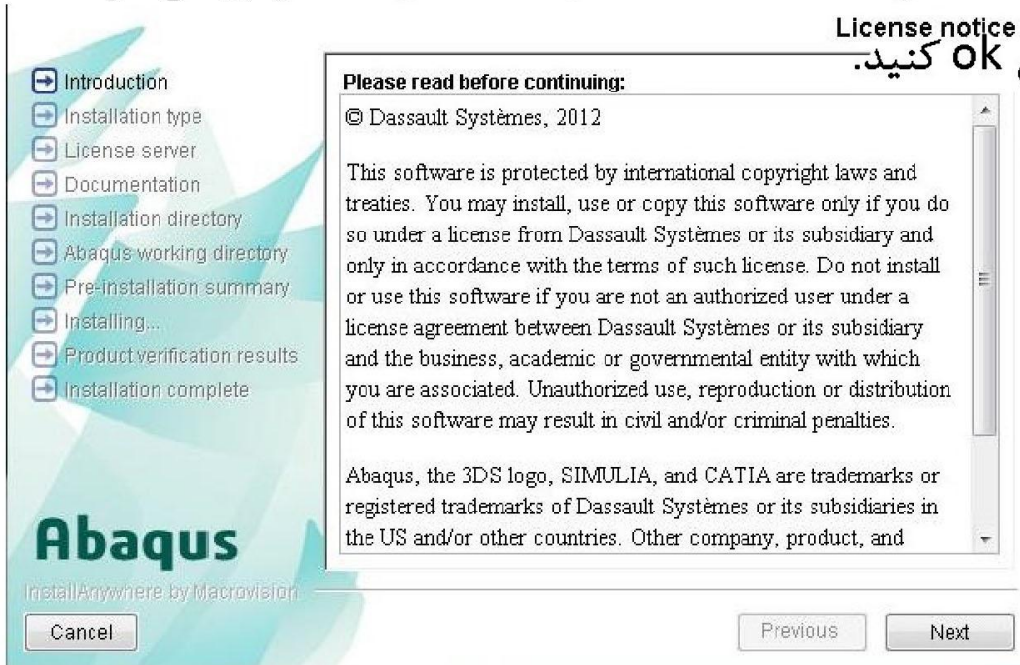 License notice
ok کنید.
Introduction
Installation type
License server
Documentation
Installation directory
Abaqus working directory
Pre-installation summary
Installing...
Product verification results
Installation complete
Please read before continuing:
© Dassault Systèmes, 2012
This software is protected by international copyright laws and
treaties. You may install, use or copy this software only if you do
so under a license from Dassault Systèmes or its subsidiary and
only in accordance with the terms of such license. Do not install
or use this software if you are not an authorized user under a
license agreement between Dassault Systèmes or its subsidiary
and the business, academic or governmental entity with which
you are associated. Unauthorized use, reproduction or distribution
of this software may result in civil and/or criminal penalties.
Abaqus, the 3DS logo, SIMULIA, and CATIA are trademarks or
registered trademarks of Dassault Systèmes or its subsidiaries in
the US and/or other countries. Other company, product, and
Abaqus
InstallAnywhere by Macrovision
Cancel
Previous
Next